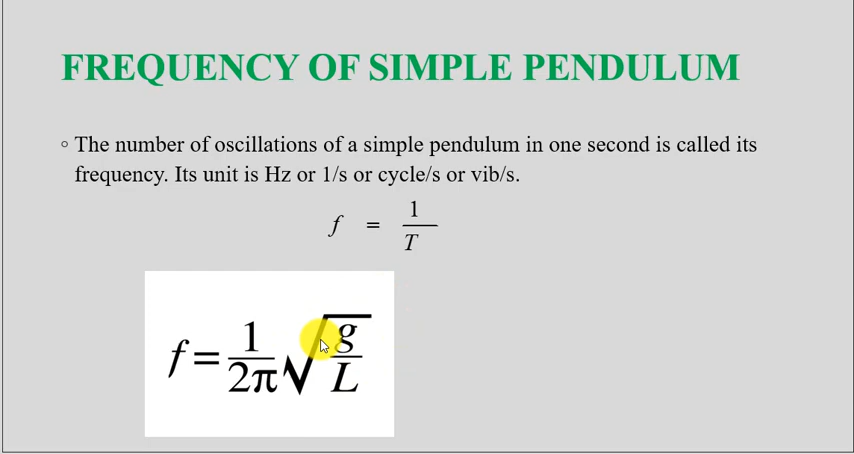 FREQUENCY OF SIMPLE PENDULUM
◦ The number of oscillations of a simple pendulum in one second is called its
frequency. Its unit is Hz or 1/s or cycle/s or vib/s.
f = 1/T
f = 1/2π √(g/L)